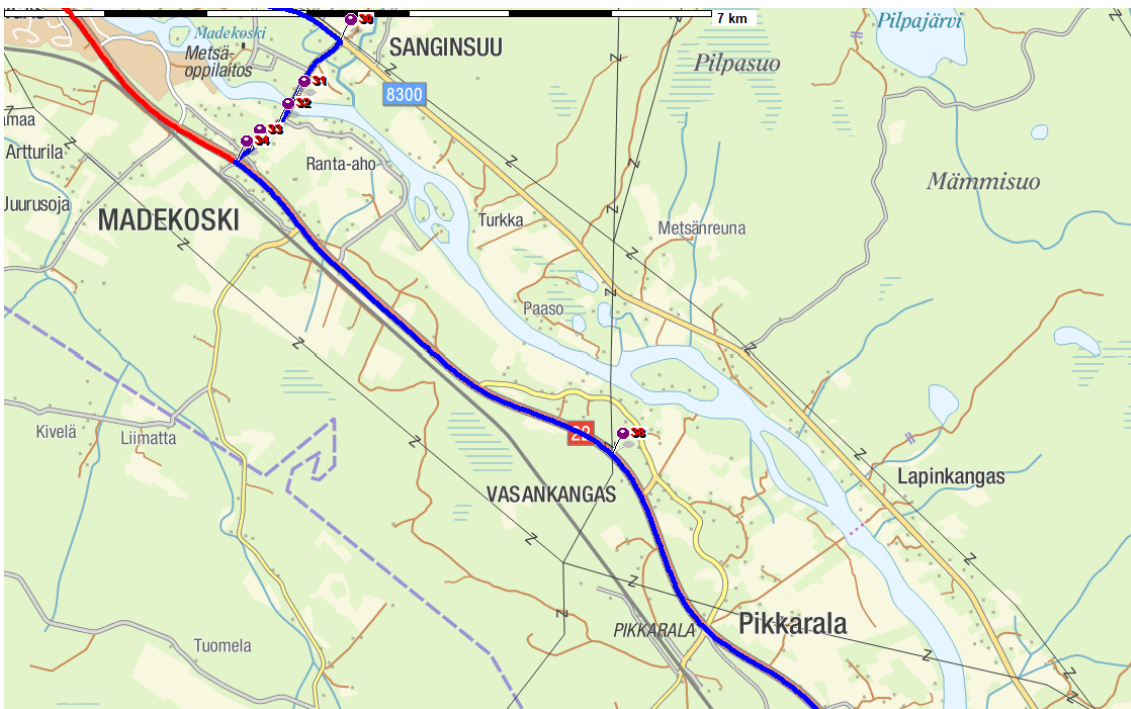 7 km
30
Madekoski
Metsä-
oppilaitos
SANGINSUU
Pilpajärvi
Pilpasuo
31
8300
32
33
34
Artturila
Ranta-aho
Mämmisuo
Juurusoja
MADEKOSKI
Turkka
Metsänreuna
Paaso
Kivelä
Liimatta
22
VASANKANGAS
Lapinkangas
PIKKARALA
Pikkarala
Tuomela